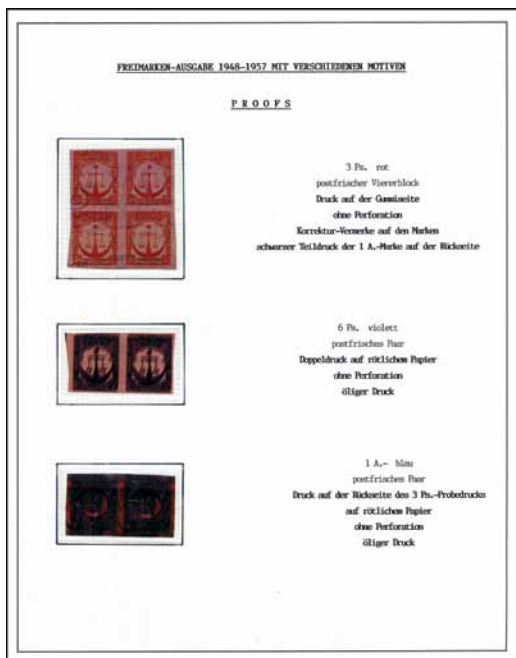 FREIMARKEN-AUSGABE 1948-1957 MIT VERSCHIEDENEN MOTIVEN
PROOFS
3 Ps. rot
postfrischer Viererblock
Druck auf der Gummiseite
ohne Perforation
Korrektur-Vermerke auf den Marken
schwarzer Teildruck der 1 A.-Marke auf der Rückseite
6 Ps. violett
postfrisches Paar
Doppeldruck auf rötlichem Papier
ohne Perforation
öliger Druck
1 A.- blau
postfrisches Paar
Druck auf der Rückseite des 3 Ps.-Probedrucks
auf rötlichem Papier
ohne Perforation
öliger Druck